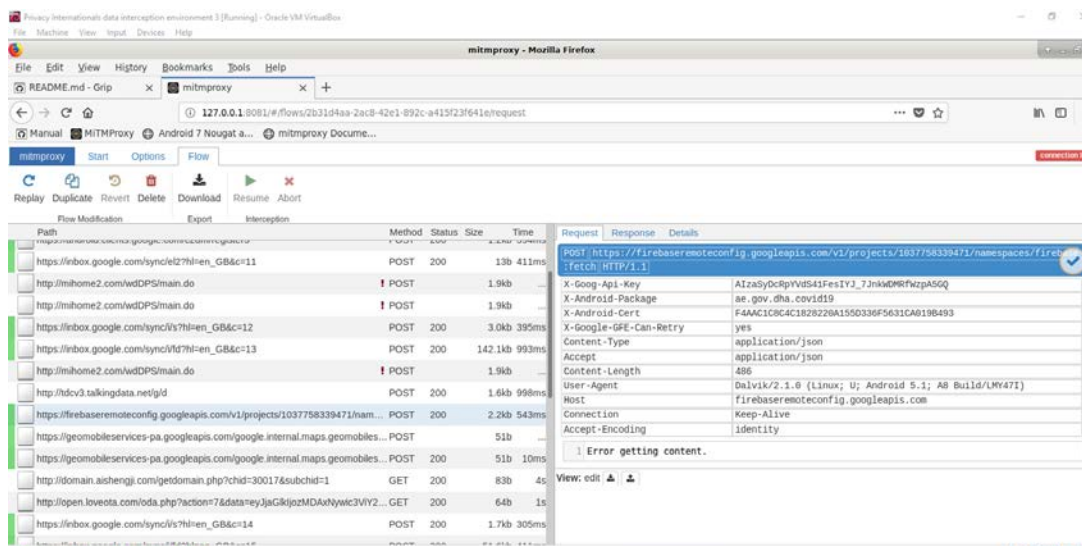 Privacy Internationals data interception environment 3 [Running] - Oracle VM VirtualBox
File Machine View Input Devices Help
mitmproxy - Mozilla Firefox
File Edit View History Bookmarks Tools Help
README.md - Grip × mitmproxy × +
127.0.0.1:8081/#/flows/2b31d4aa-2ac8-42e1-892c-a415f23f641e/request
Manual MiTMProxy Android 7 Nougat a... mitmproxy Docume...
mitmproxy Start Options Flow
Replay Duplicate Revert Delete Download Resume Abort
Flow Modification Export Interception
Path Method Status Size Time
https://inbox.google.com/sync/el2?hl=en_GB&c=11 POST 200 13b 411ms
http://mihome2.com/wdDPS/main.do ! POST 1.9kb ...
http://mihome2.com/wdDPS/main.do ! POST 1.9kb ...
https://inbox.google.com/sync/i/s?hl=en_GB&c=12 POST 200 3.0kb 395ms
https://inbox.google.com/sync/i/fd?hl=en_GB&c=13 POST 200 142.1kb 993ms
http://mihome2.com/wdDPS/main.do ! POST 1.9kb ...
http://tdcv3.talkingdata.net/g/d POST 200 1.6kb 998ms
https://firebaseremoteconfig.googleapis.com/v1/projects/1037758339471/nam... POST 200 2.2kb 543ms
https://geomobileservices-pa.googleapis.com/google.internal.maps.geomobiles... POST 51b ...
https://geomobileservices-pa.googleapis.com/google.internal.maps.geomobiles... POST 200 51b 10ms
http://domain.aishengji.com/getdomain.php?chid=30017&subchid=1 GET 200 83b 4s
http://open.loveota.com/oda.php?action=7&data=eyJjaGlkIjozMDAxNywic3ViY2... GET 200 64b 1s
https://inbox.google.com/sync/i/s?hl=en_GB&c=14 POST 200 1.7kb 305ms
Request Response Details
POST https://firebaseremoteconfig.googleapis.com/v1/projects/1037758339471/namespaces/fireb
:fetch HTTP/1.1
X-Goog-Api-Key AIzaSyDcRpYVdS41FesIYJ_7JnkWDMRfWzpA5GQ
X-Android-Package ae.gov.dha.covid19
X-Android-Cert F4AAC1C8C4C1828220A155D336F5631CA019B493
X-Google-GFE-Can-Retry yes
Content-Type application/json
Accept application/json
Content-Length 486
User-Agent Dalvik/2.1.0 (Linux; U; Android 5.1; A8 Build/LMY47I)
Host firebaseremoteconfig.googleapis.com
Connection Keep-Alive
Accept-Encoding identity
1 Error getting content.
View: edit